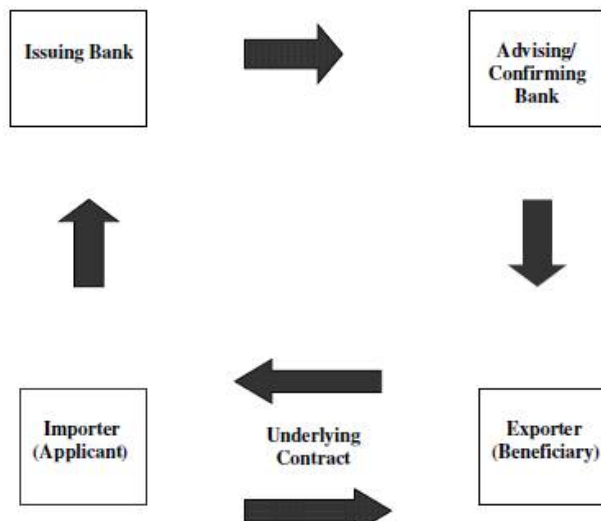 Issuing Bank
Advising/
Confirming
Bank
Importer
(Applicant)
Underlying
Contract
Exporter
(Beneficiary)